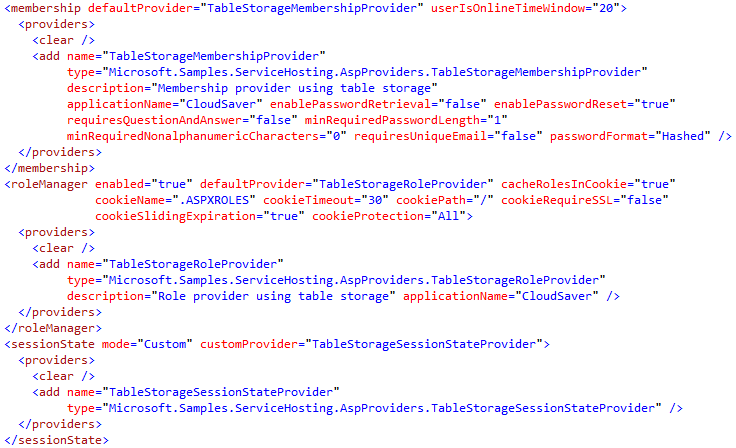 <membership defaultProvider="TableStorageMembershipProvider" userIsOnlineTimeWindow="20">
  <providers>
    <clear />
    <add name="TableStorageMembershipProvider"
         type="Microsoft.Samples.ServiceHosting.AspProviders.TableStorageMembershipProvider"
         description="Membership provider using table storage"
         applicationName="CloudSaver" enablePasswordRetrieval="false" enablePasswordReset="true"
         requiresQuestionAndAnswer="false" minRequiredPasswordLength="1"
         minRequiredNonalphanumericCharacters="0" requiresUniqueEmail="false" passwordFormat="Hashed" />
  </providers>
</membership>
<roleManager enabled="true" defaultProvider="TableStorageRoleProvider" cacheRolesInCookie="true"
             cookieName=".ASPXROLES" cookieTimeout="30" cookiePath="/" cookieRequireSSL="false"
             cookieSlidingExpiration="true" cookieProtection="All">
  <providers>
    <clear />
    <add name="TableStorageRoleProvider"
         type="Microsoft.Samples.ServiceHosting.AspProviders.TableStorageRoleProvider"
         description="Role provider using table storage" applicationName="CloudSaver" />
  </providers>
</roleManager>
<sessionState mode="Custom" customProvider="TableStorageSessionStateProvider">
  <providers>
    <clear />
    <add name="TableStorageSessionStateProvider"
         type="Microsoft.Samples.ServiceHosting.AspProviders.TableStorageSessionStateProvider" />
  </providers>
</sessionState>